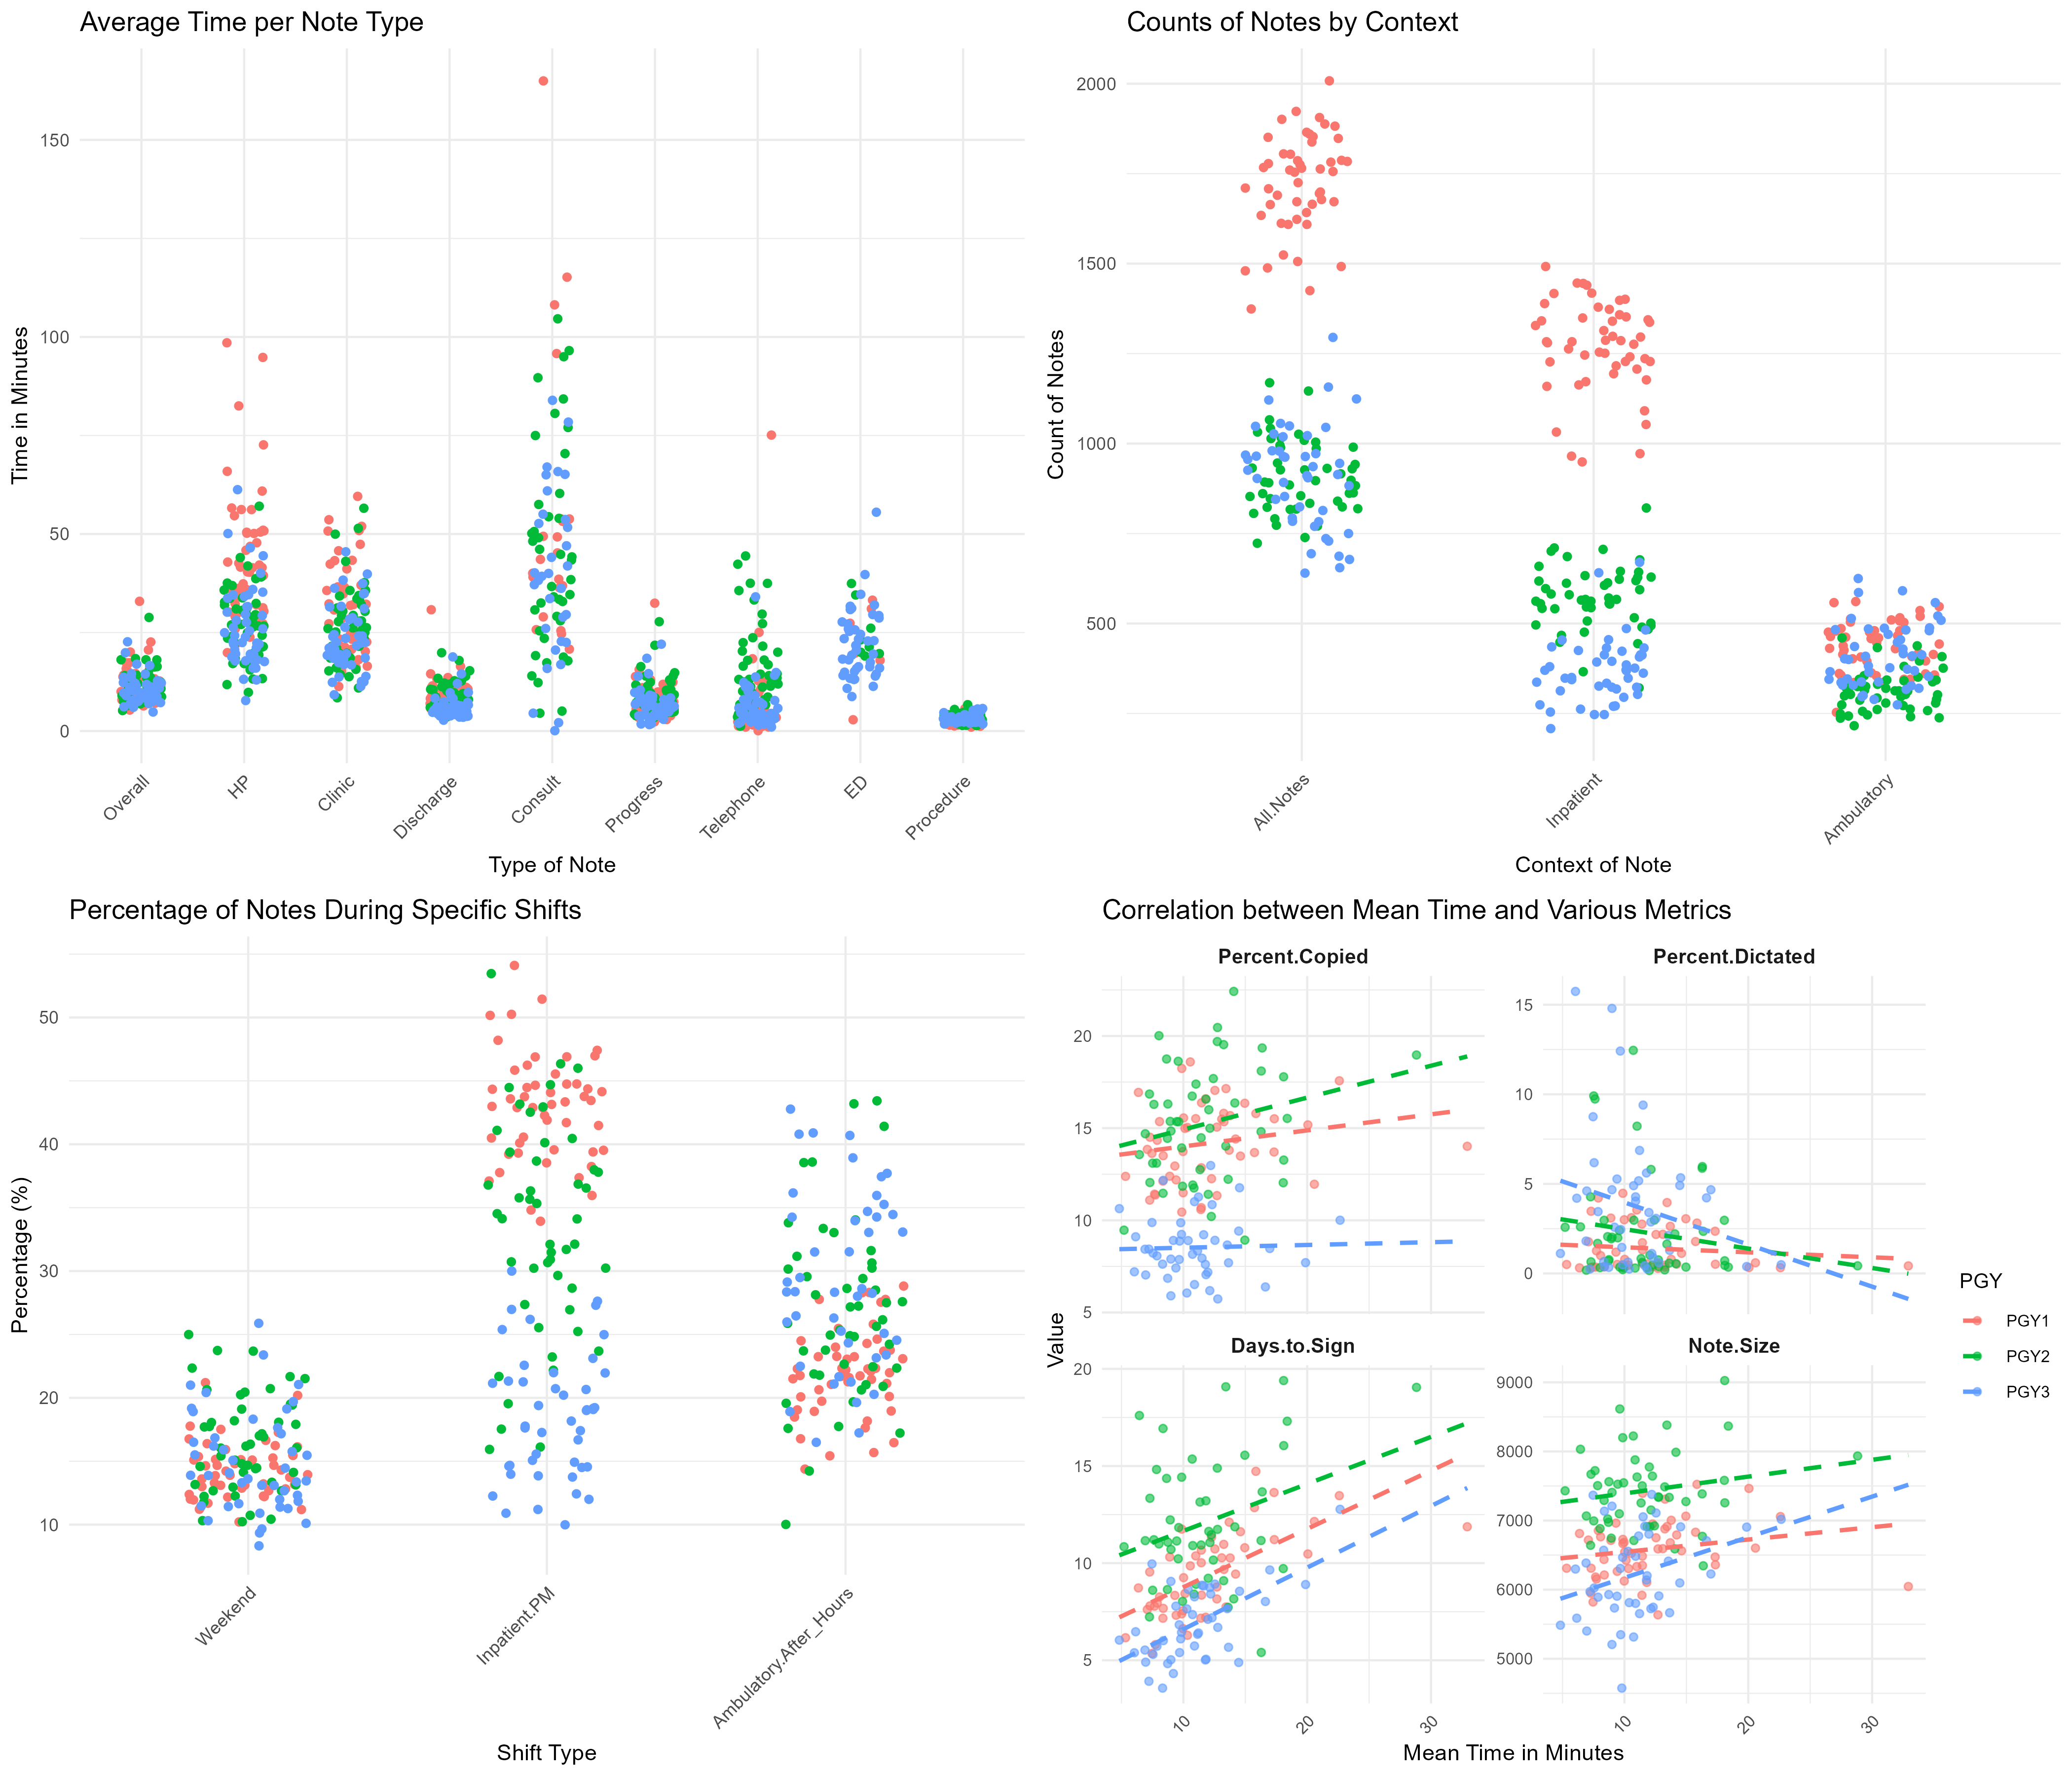 Average Time per Note Type
Time in Minutes
150
100
50
0
Overall
HP
Clinic
Discharge
Consult
Progress
Telephone
ED
Procedure
Type of Note
Counts of Notes by Context
Count of Notes
2000
1500
1000
500
All.Notes
Inpatient
Ambulatory
Context of Note
Percentage of Notes During Specific Shifts
Percentage (%)
50
40
30
20
10
Weekend
Inpatient.PM
Ambulatory.After_Hours
Shift Type
Correlation between Mean Time and Various Metrics
Value
Percent.Copied
20
15
10
5
Percent.Dictated
15
10
5
0
Days.to.Sign
20
15
10
5
10
20
30
Note.Size
9000
8000
7000
6000
5000
10
20
30
Mean Time in Minutes
PGY
PGY1
PGY2
PGY3